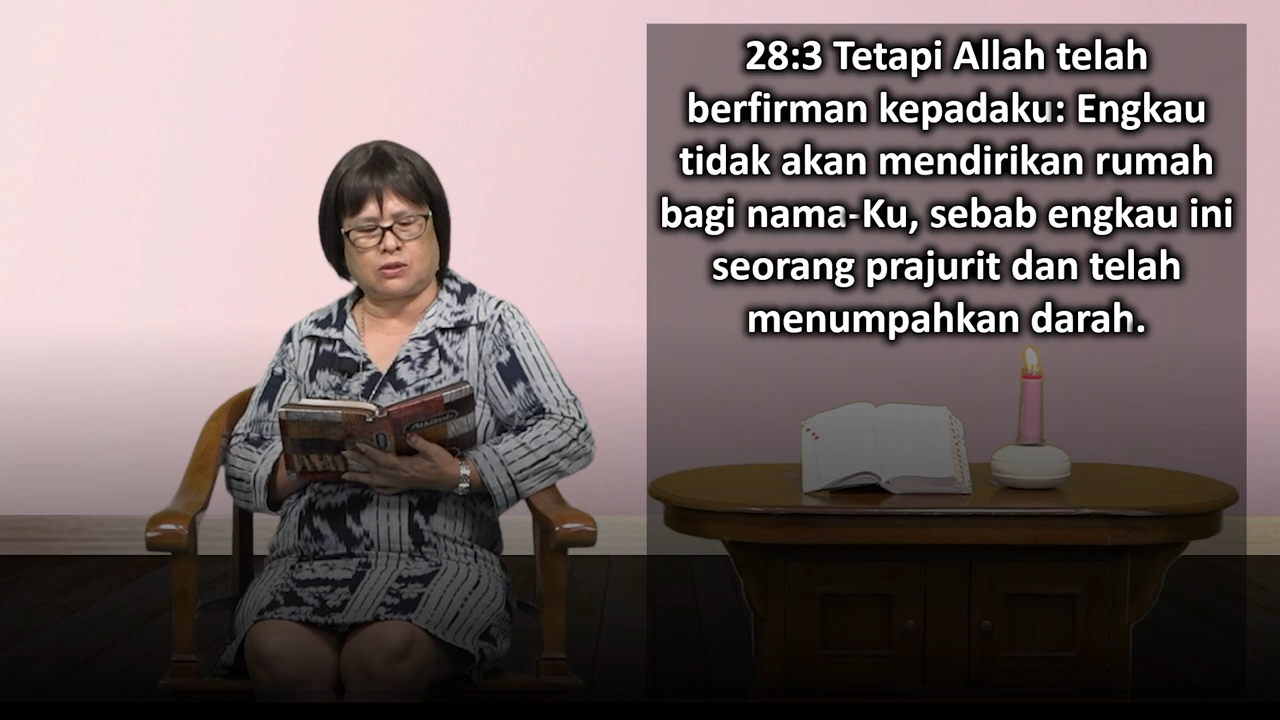 28:3 Tetapi Allah telah
berfirman kepadaku: Engkau
tidak akan mendirikan rumah
bagi nama-Ku, sebab engkau ini
seorang prajurit dan telah
menumpahkan darah.
Alkitab